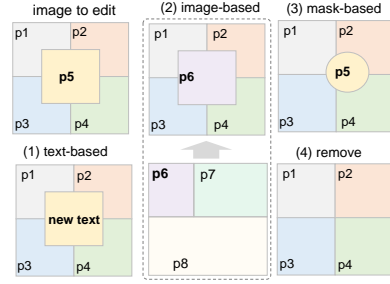 image to edit
p1 p2
p5
p3 p4
(1) text-based
p1 p2
new text
p3 p4
(2) image-based
p1 p2
p6
p3 p4
p6 p7
p8
(3) mask-based
p1 p2
p5
p3 p4
(4) remove
p1 p2
p3 p4